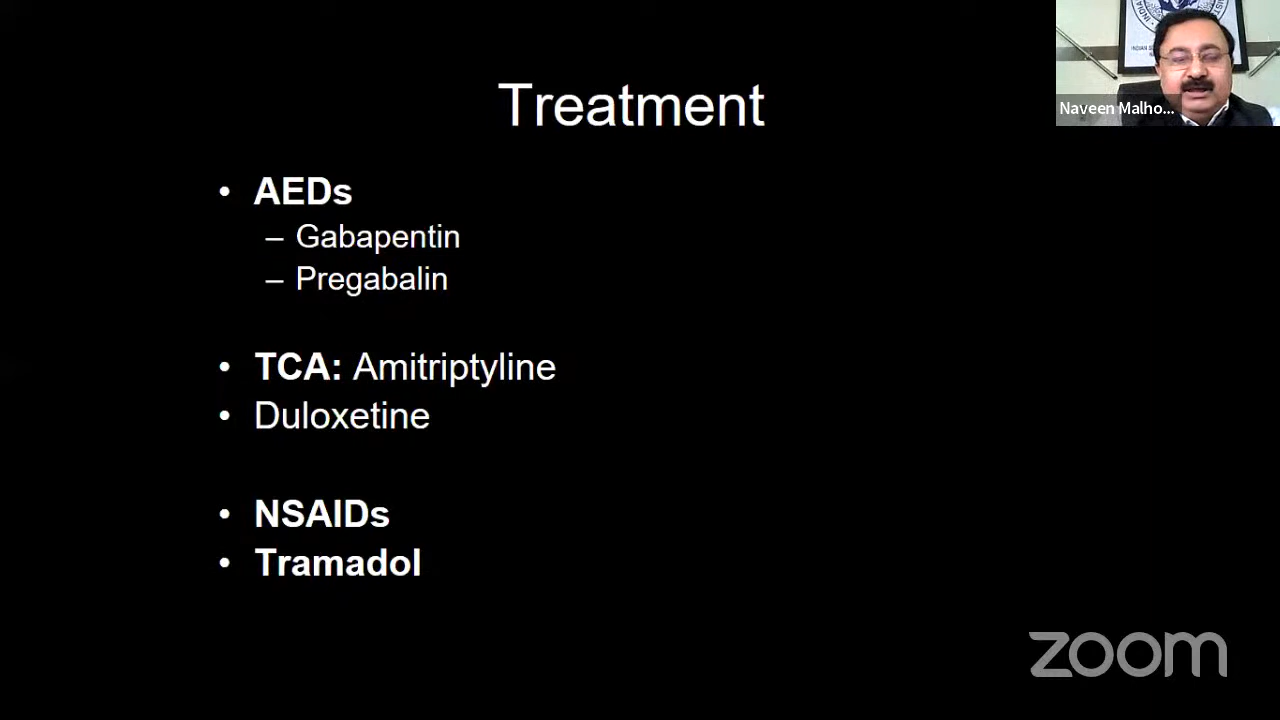 Treatment
• AEDs
– Gabapentin
– Pregabalin
• TCA: Amitriptyline
• Duloxetine
• NSAIDs
• Tramadol
Naveen Malho...
zoom